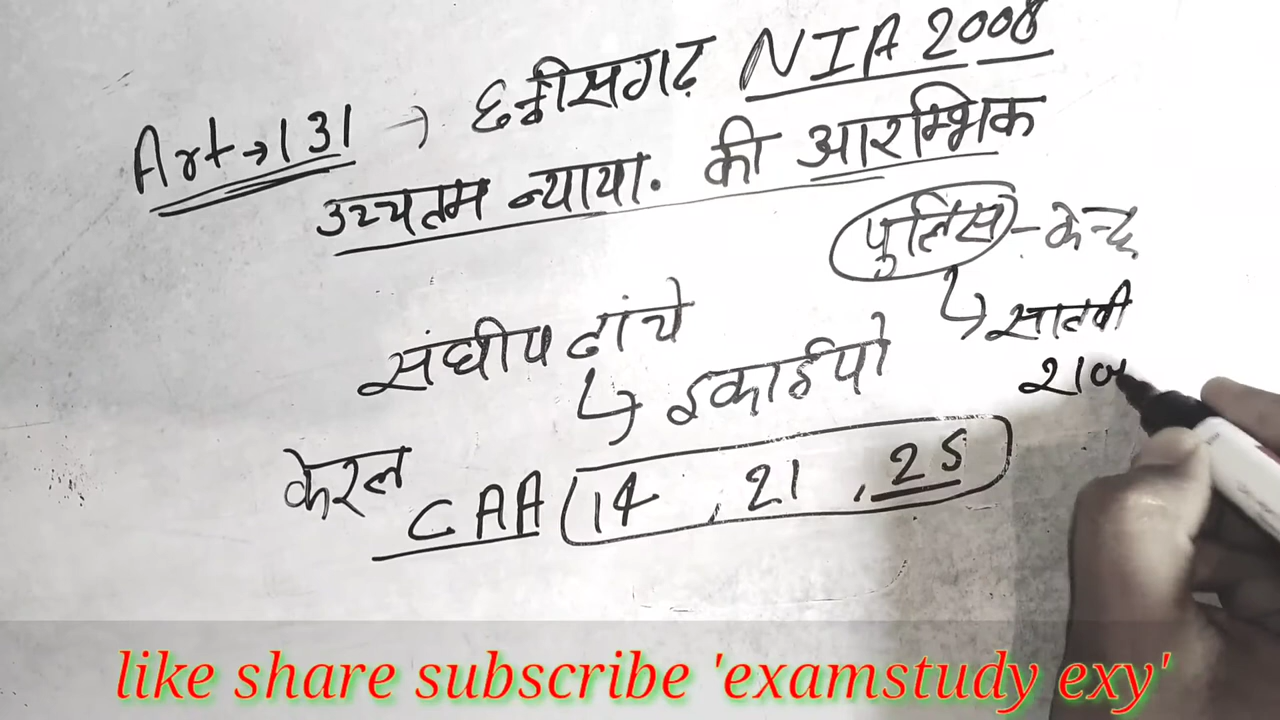 Art→131 → छत्तीसगढ़ NIA 2008
उच्चतम न्याया. की आरम्भिक
पुलिस - केन्द्र
↳ सातवी
संघीय ढांचे
↳ इकाईयो
केरल CAA (14, 21, 25
like share subscribe 'examstudy exy'